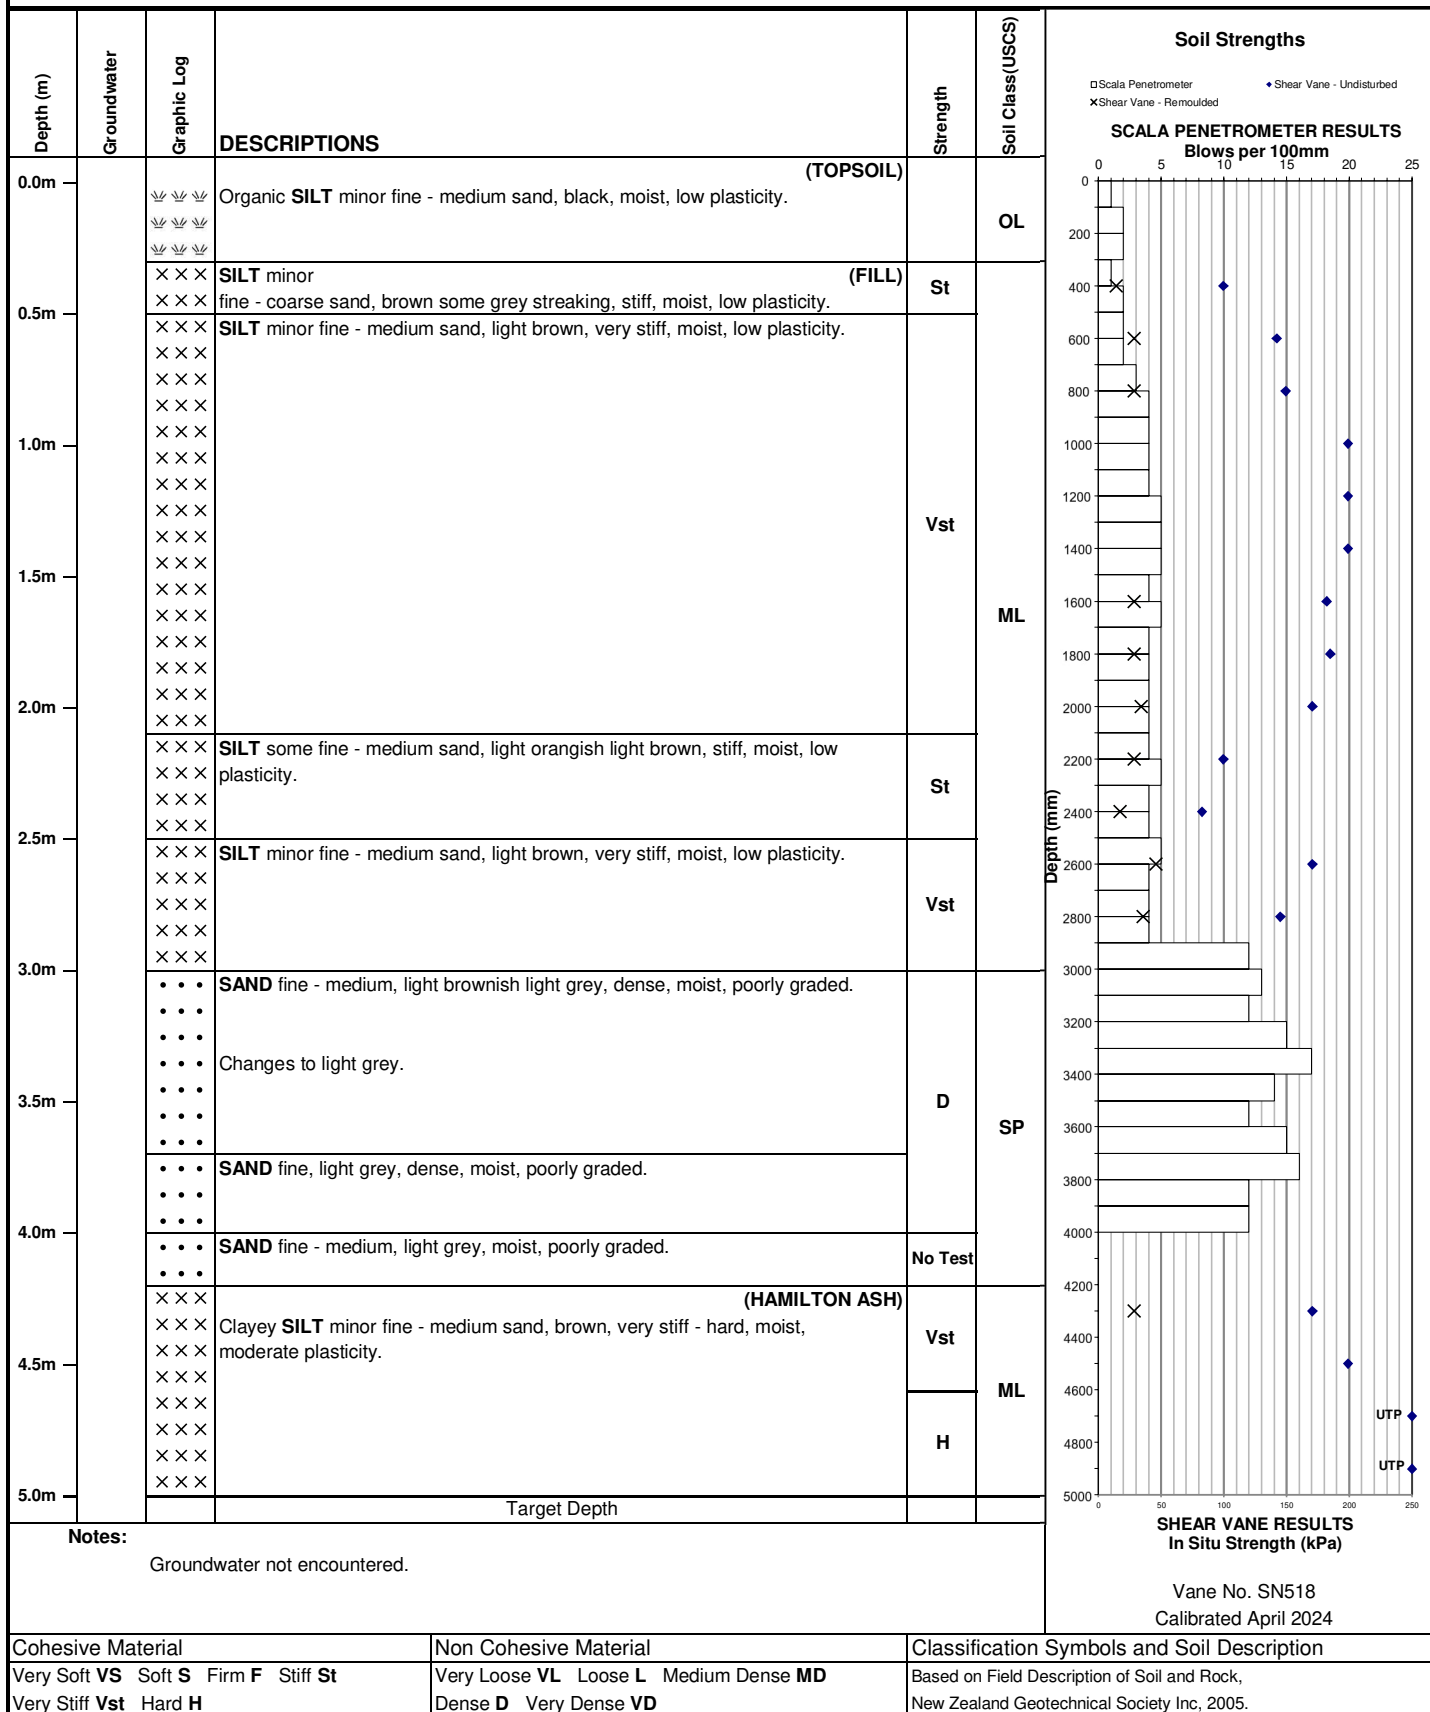 Depth (m)
Groundwater
Graphic Log
DESCRIPTIONS
Strength
Soil Class(USCS)
(TOPSOIL)
Organic SILT minor fine - medium sand, black, moist, low plasticity.
OL
SILT minor (FILL)
fine - coarse sand, brown some grey streaking, stiff, moist, low plasticity.
St
SILT minor fine - medium sand, light brown, very stiff, moist, low plasticity.
Vst
ML
SILT some fine - medium sand, light orangish light brown, stiff, moist, low
plasticity.
St
SILT minor fine - medium sand, light brown, very stiff, moist, low plasticity.
Vst
SAND fine - medium, light brownish light grey, dense, moist, poorly graded.
Changes to light grey.
D
SP
SAND fine, light grey, dense, moist, poorly graded.
SAND fine - medium, light grey, moist, poorly graded.
No Test
(HAMILTON ASH)
Clayey SILT minor fine - medium sand, brown, very stiff - hard, moist,
moderate plasticity.
Vst
ML
H
Target Depth
0.0m
0.5m
1.0m
1.5m
2.0m
2.5m
3.0m
3.5m
4.0m
4.5m
5.0m
Soil Strengths
Scala Penetrometer
Shear Vane - Undisturbed
Shear Vane - Remoulded
SCALA PENETROMETER RESULTS
Blows per 100mm
0 5 10 15 20 25
Depth (mm)
0
200
400
600
800
1000
1200
1400
1600
1800
2000
2200
2400
2600
2800
3000
3200
3400
3600
3800
4000
4200
4400
4600
4800
5000
UTP
UTP
0 50 100 150 200 250
SHEAR VANE RESULTS
In Situ Strength (kPa)
Vane No. SN518
Calibrated April 2024
Notes:
Groundwater not encountered.
Cohesive Material
Very Soft VS Soft S Firm F Stiff St
Very Stiff Vst Hard H
Non Cohesive Material
Very Loose VL Loose L Medium Dense MD
Dense D Very Dense VD
Classification Symbols and Soil Description
Based on Field Description of Soil and Rock,
New Zealand Geotechnical Society Inc, 2005.